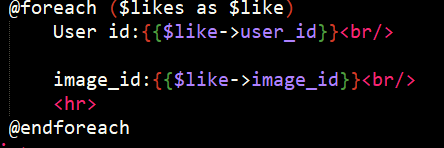 @foreach ($likes as $like)
User id:{{$like->user_id}}<br/>
image_id:{{$like->image_id}}<br/>
<hr>
@endforeach